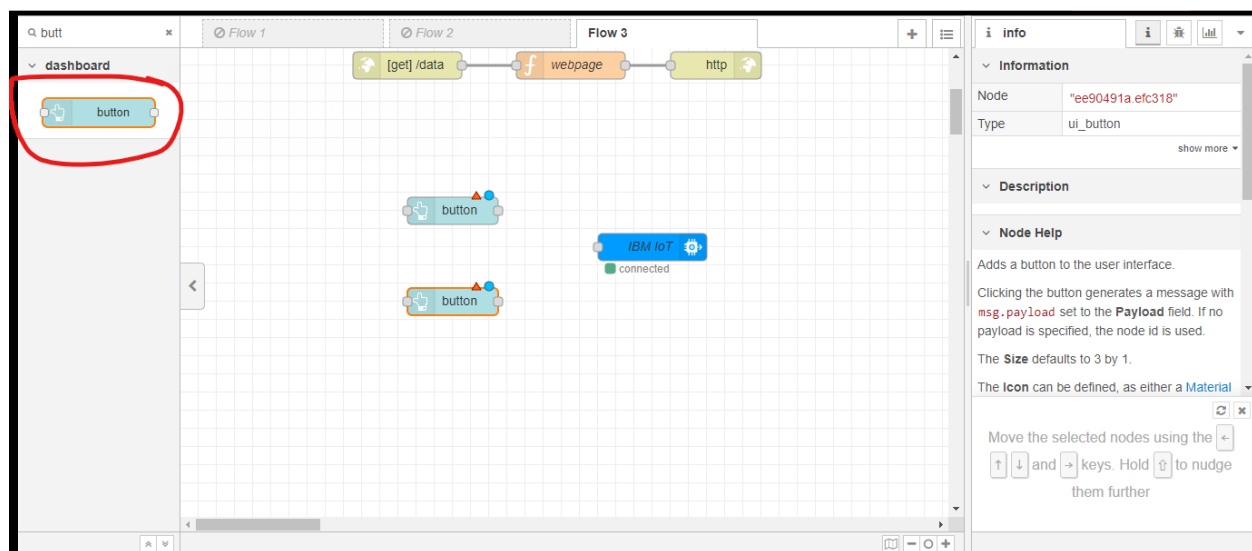 butt
Flow 1
Flow 2
Flow 3
info
dashboard
button
[get] /data
webpage
http
button
IBM IoT
connected
button
Information
Node "ee90491a.efc318"
Type ui_button
show more
Description
Node Help
Adds a button to the user interface.
Clicking the button generates a message with
msg.payload set to the Payload field. If no
payload is specified, the node id is used.
The Size defaults to 3 by 1.
The Icon can be defined, as either a Material
Move the selected nodes using the ←
↑ ↓ and → keys. Hold ⇧ to nudge
them further